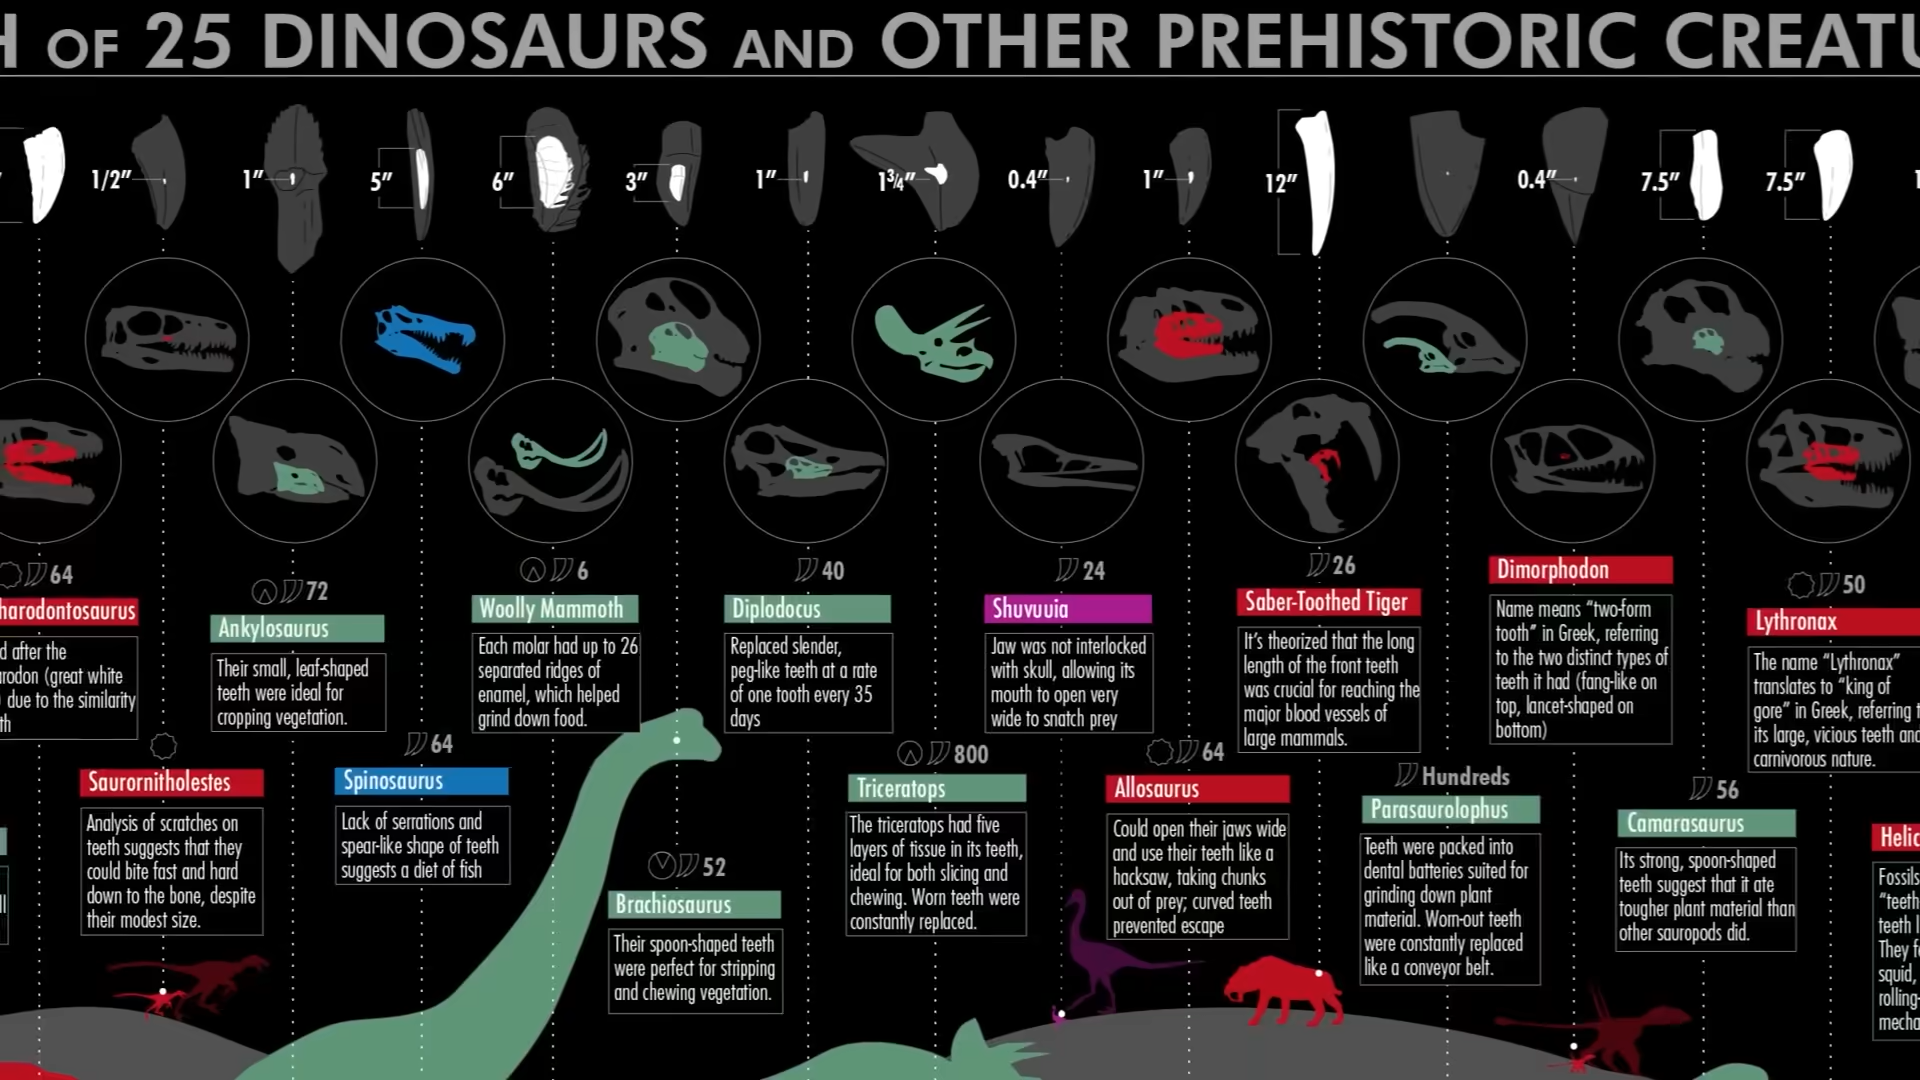 H OF 25 DINOSAURS AND OTHER PREHISTORIC CREATU
1/2”
1”
5”
6”
3”
1”
1¾”
0.4”
1”
12”
0.4”
7.5”
7.5”
64
harodontosaurus
d after the
arodon (great white
due to the similarity
th
72
Ankylosaurus
Their small, leaf-shaped
teeth were ideal for
cropping vegetation.
6
Woolly Mammoth
Each molar had up to 26
separated ridges of
enamel, which helped
grind down food.
40
Diplodocus
Replaced slender,
peg-like teeth at a rate
of one tooth every 35
days
24
Shuvuuia
Jaw was not interlocked
with skull, allowing its
mouth to open very
wide to snatch prey
26
Saber-Toothed Tiger
It’s theorized that the long
length of the front teeth
was crucial for reaching the
major blood vessels of
large mammals.
Dimorphodon
Name means “two-form
tooth” in Greek, referring
to the two distinct types of
teeth it had (fang-like on
top, lancet-shaped on
bottom)
50
Lythronax
The name “Lythronax”
translates to “king of
gore” in Greek, referring t
its large, vicious teeth and
carnivorous nature.
Saurornitholestes
Analysis of scratches on
teeth suggests that they
could bite fast and hard
down to the bone, despite
their modest size.
64
Spinosaurus
Lack of serrations and
spear-like shape of teeth
suggests a diet of fish
52
Brachiosaurus
Their spoon-shaped teeth
were perfect for stripping
and chewing vegetation.
800
Triceratops
The triceratops had five
layers of tissue in its teeth,
ideal for both slicing and
chewing. Worn teeth were
constantly replaced.
64
Allosaurus
Could open their jaws wide
and use their teeth like a
hacksaw, taking chunks
out of prey; curved teeth
prevented escape
Hundreds
Parasaurolophus
Teeth were packed into
dental batteries suited for
grinding down plant
material. Worn-out teeth
were constantly replaced
like a conveyor belt.
56
Camarasaurus
Its strong, spoon-shaped
teeth suggest that it ate
tougher plant material than
other sauropods did.
Helic
Fossils
“teeth
teeth l
They fe
squid,
rolling-
mecha